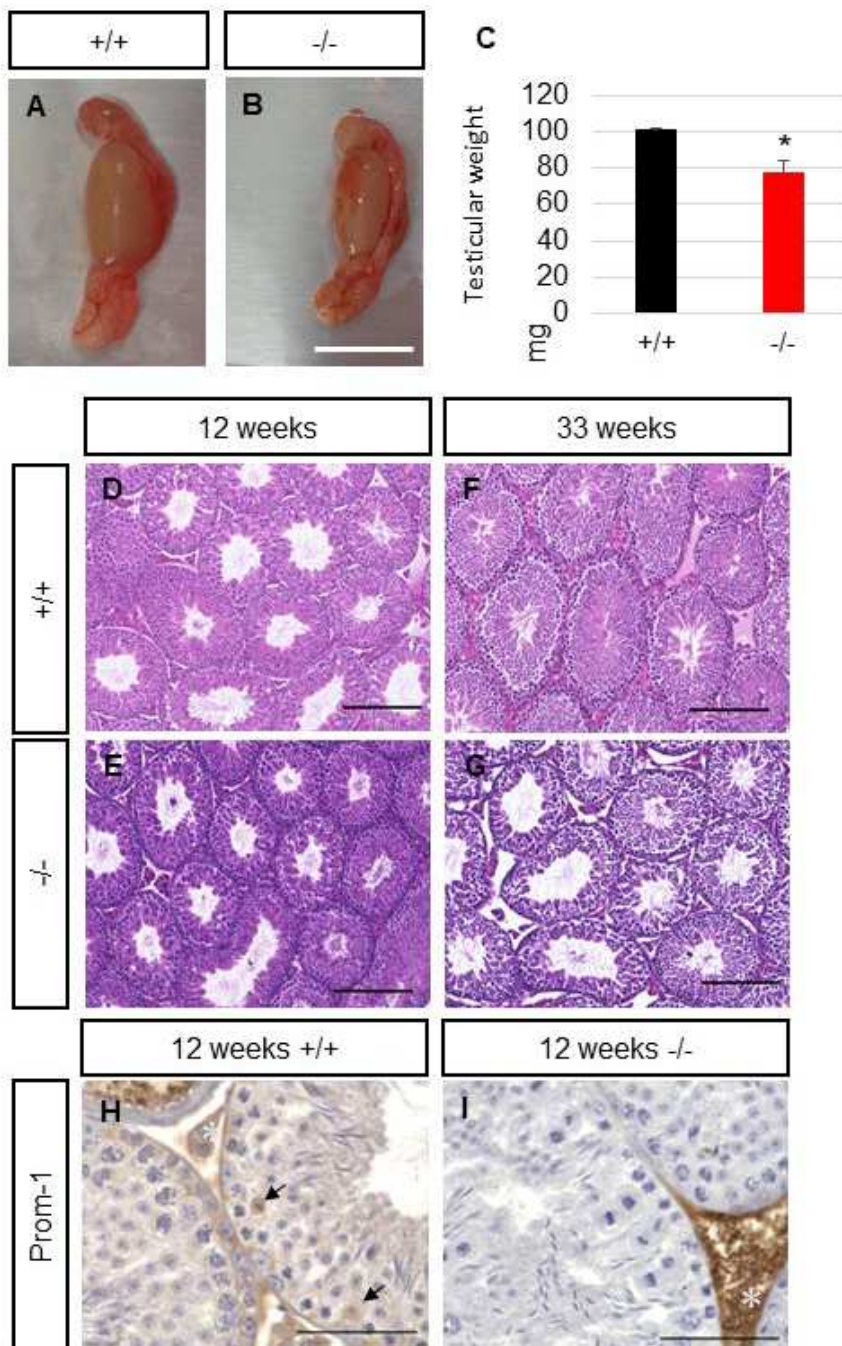 +/+
-/-
A
B
C
Testicular weight
mg
120
100
80
60
40
20
0
*
+/+
-/-
12 weeks
33 weeks
+/+
D
F
-/-
E
G
12 weeks +/+
12 weeks -/-
Prom-1
H
*
I
*